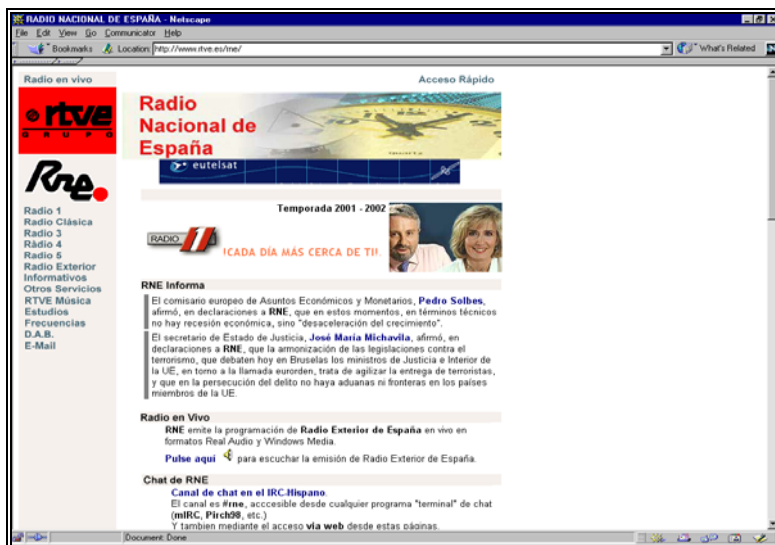 RADIO NACIONAL DE ESPAÑA - Netscape
File Edit View Go Communicator Help
Bookmarks Location: http://www.rtve.es/rne/ What's Related
Radio en vivo
Acceso Rápido
rtve
GRUPO
Radio
Nacional de
España
eutelsat
Rne.
Radio 1
Radio Clásica
Radio 3
Ràdio 4
Radio 5
Radio Exterior
Informativos
Otros Servicios
RTVE Música
Estudios
Frecuencias
D.A.B.
E-Mail
Temporada 2001 - 2002
RADIO 1
!CADA DÍA MÁS CERCA DE TI!.
RNE Informa
El comisario europeo de Asuntos Económicos y Monetarios, Pedro Solbes,
afirmó, en declaraciones a RNE, que en estos momentos, en términos técnicos
no hay recesión económica, sino "desaceleración del crecimiento".
El secretario de Estado de Justicia, José María Michavila, afirmó, en
declaraciones a RNE, que la armonización de las legislaciones contra el
terrorismo, que debaten hoy en Bruselas los ministros de Justicia e Interior de
la UE, en torno a la llamada eurorden, trata de agilizar la entrega de terroristas,
y que en la persecución del delito no haya aduanas ni fronteras en los países
miembros de la UE.
Radio en Vivo
RNE emite la programación de Radio Exterior de España en vivo en
formatos Real Audio y Windows Media.
Pulse aquí para escuchar la emisión de Radio Exterior de España.
Chat de RNE
Canal de chat en el IRC-Hispano.
El canal es #rne, acccesible desde cualquier programa "terminal" de chat
(mIRC, Pirch98, etc.)
Y tambien mediante el acceso via web desde estas páginas.
Document: Done